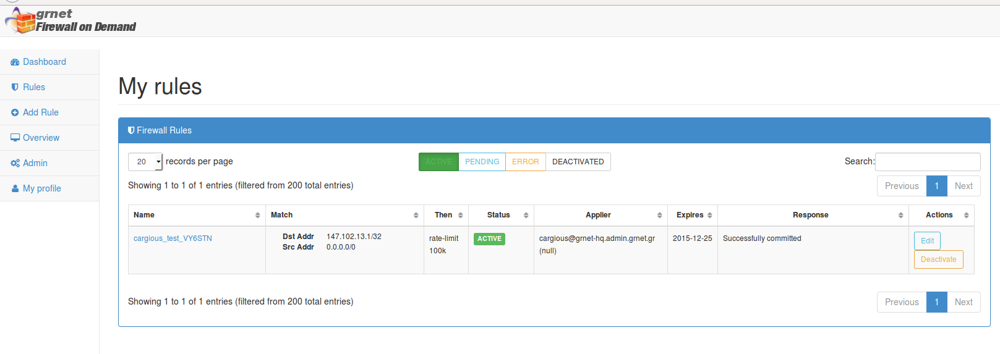 grnet
Firewall on Demand
Dashboard
Rules
Add Rule
Overview
Admin
My profile
My rules
Firewall Rules
20 records per page
ACTIVE PENDING ERROR DEACTIVATED
Search:
Showing 1 to 1 of 1 entries (filtered from 200 total entries)
Previous 1 Next
Name Match Then Status Applier Expires Response Actions
cargious_test_VY6STN
Dst Addr 147.102.13.1/32
Src Addr 0.0.0.0/0
rate-limit
100k
ACTIVE
cargious@grnet-hq.admin.grnet.gr
(null)
2015-12-25
Successfully committed
Edit
Deactivate
Showing 1 to 1 of 1 entries (filtered from 200 total entries)
Previous 1 Next